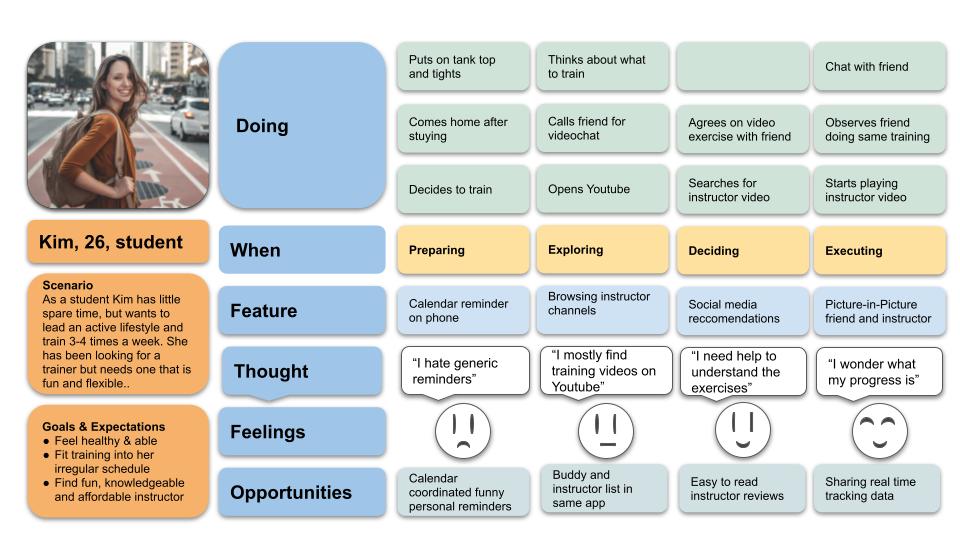 Doing
Puts on tank top
and tights
Thinks about what
to train
Chat with friend
Comes home after
stuying
Calls friend for
videochat
Agrees on video
exercise with friend
Observes friend
doing same training
Decides to train
Opens Youtube
Searches for
instructor video
Starts playing
instructor video
Kim, 26, student
When
Preparing
Exploring
Deciding
Executing
Scenario
As a student Kim has little
spare time, but wants to
lead an active lifestyle and
train 3-4 times a week. She
has been looking for a
trainer but needs one that is
fun and flexible..
Feature
Calendar reminder
on phone
Browsing instructor
channels
Social media
reccomendations
Picture-in-Picture
friend and instructor
Thought
“I hate generic
reminders”
“I mostly find
training videos on
Youtube”
“I need help to
understand the
exercises”
“I wonder what
my progress is”
Goals & Expectations
● Feel healthy & able
● Fit training into her
irregular schedule
● Find fun, knowledgeable
and affordable instructor
Feelings
Opportunities
Calendar
coordinated funny
personal reminders
Buddy and
instructor list in
same app
Easy to read
instructor reviews
Sharing real time
tracking data